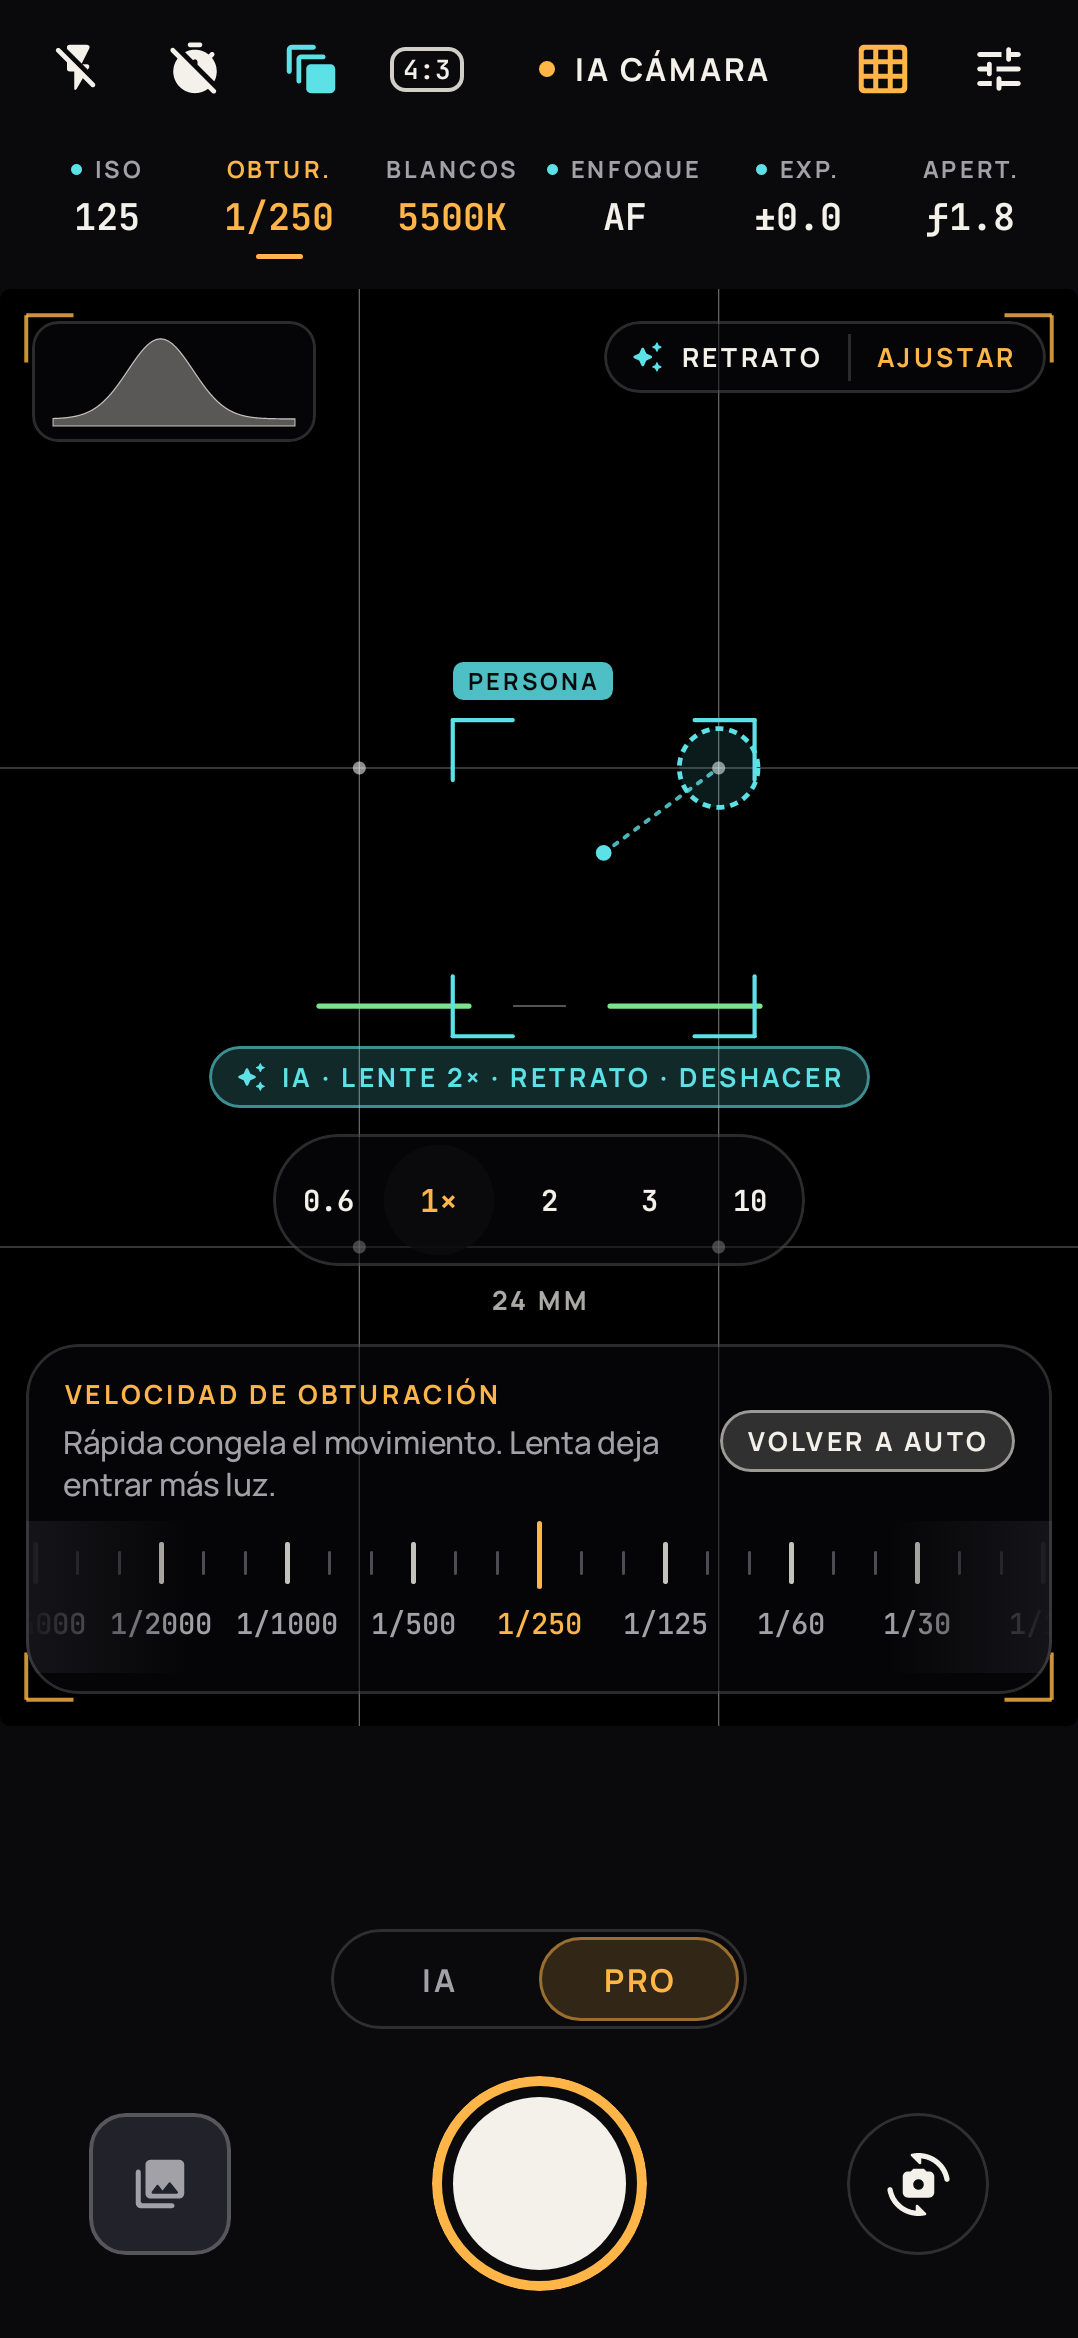 4:3 IA CÁMARA
ISO OBTUR. BLANCOS ENFOQUE EXP. APERT.
125 1/250 5500K AF ±0.0 ƒ1.8
RETRATO AJUSTAR
PERSONA
IA · LENTE 2× · RETRATO · DESHACER
0.6 1× 2 3 10
24 MM
VELOCIDAD DE OBTURACIÓN
Rápida congela el movimiento. Lenta deja
entrar más luz.
VOLVER A AUTO
1/2000 1/1000 1/500 1/250 1/125 1/60 1/30
IA PRO